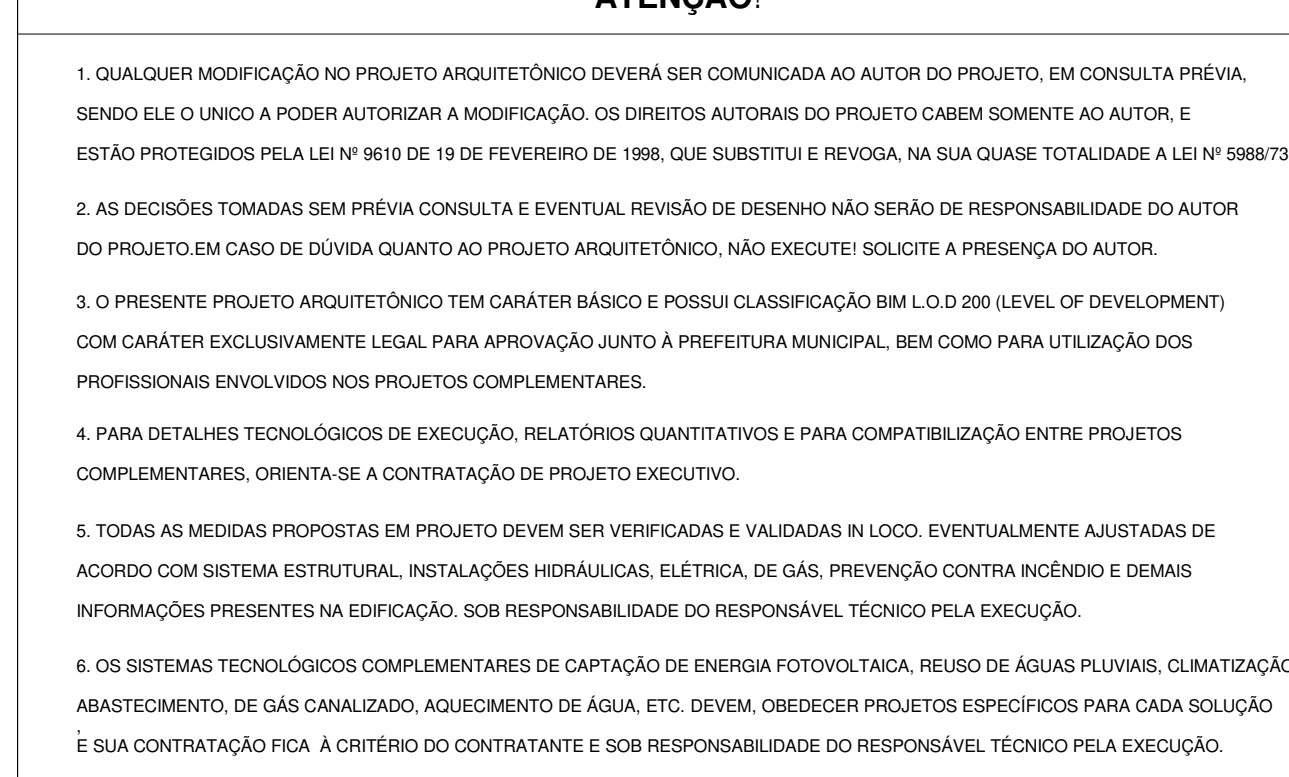 ATENÇÃO!
1. QUALQUER MODIFICAÇÃO NO PROJETO ARQUITETÔNICO DEVERÁ SER COMUNICADA AO AUTOR DO PROJETO, EM CONSULTA PRÉVIA,
SENDO ELE O UNICO A PODER AUTORIZAR A MODIFICAÇÃO. OS DIREITOS AUTORAIS DO PROJETO CABEM SOMENTE AO AUTOR, E
ESTÃO PROTEGIDOS PELA LEI Nº 9610 DE 19 DE FEVEREIRO DE 1998, QUE SUBSTITUI E REVOGA, NA SUA QUASE TOTALIDADE A LEI Nº 5988/73
2. AS DECISÕES TOMADAS SEM PRÉVIA CONSULTA E EVENTUAL REVISÃO DE DESENHO NÃO SERÃO DE RESPONSABILIDADE DO AUTOR
DO PROJETO.EM CASO DE DÚVIDA QUANTO AO PROJETO ARQUITETÔNICO, NÃO EXECUTE! SOLICITE A PRESENÇA DO AUTOR.
3. O PRESENTE PROJETO ARQUITETÔNICO TEM CARÁTER BÁSICO E POSSUI CLASSIFICAÇÃO BIM L.O.D 200 (LEVEL OF DEVELOPMENT)
COM CARÁTER EXCLUSIVAMENTE LEGAL PARA APROVAÇÃO JUNTO À PREFEITURA MUNICIPAL, BEM COMO PARA UTILIZAÇÃO DOS
PROFISSIONAIS ENVOLVIDOS NOS PROJETOS COMPLEMENTARES.
4. PARA DETALHES TECNOLÓGICOS DE EXECUÇÃO, RELATÓRIOS QUANTITATIVOS E PARA COMPATIBILIZAÇÃO ENTRE PROJETOS
COMPLEMENTARES, ORIENTA-SE A CONTRATAÇÃO DE PROJETO EXECUTIVO.
5. TODAS AS MEDIDAS PROPOSTAS EM PROJETO DEVEM SER VERIFICADAS E VALIDADAS IN LOCO. EVENTUALMENTE AJUSTADAS DE
ACORDO COM SISTEMA ESTRUTURAL, INSTALAÇÕES HIDRÁULICAS, ELÉTRICA, DE GÁS, PREVENÇÃO CONTRA INCÊNDIO E DEMAIS
INFORMAÇÕES PRESENTES NA EDIFICAÇÃO. SOB RESPONSABILIDADE DO RESPONSÁVEL TÉCNICO PELA EXECUÇÃO.
6. OS SISTEMAS TECNOLÓGICOS COMPLEMENTARES DE CAPTAÇÃO DE ENERGIA FOTOVOLTAICA, REUSO DE ÁGUAS PLUVIAIS, CLIMATIZAÇÃO
ABASTECIMENTO, DE GÁS CANALIZADO, AQUECIMENTO DE ÁGUA, ETC. DEVEM, OBEDECER PROJETOS ESPECÍFICOS PARA CADA SOLUÇÃO
,
E SUA CONTRATAÇÃO FICA À CRITÉRIO DO CONTRATANTE E SOB RESPONSABILIDADE DO RESPONSÁVEL TÉCNICO PELA EXECUÇÃO.